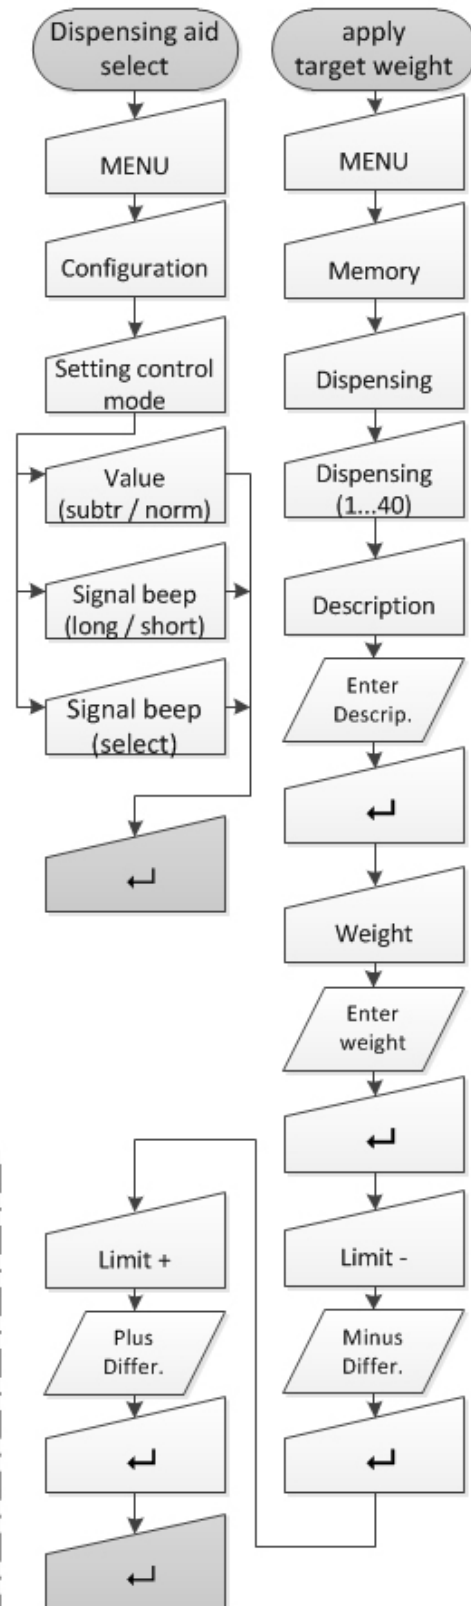 Dispensing aid
select
MENU
Configuration
Setting control
mode
Value
(subtr / norm)
Signal beep
(long / short)
Signal beep
(select)
↵
apply
target weight
MENU
Memory
Dispensing
Dispensing
(1...40)
Description
Enter
Descrip.
↵
Weight
Enter
weight
↵
Limit -
Minus
Differ.
↵
Limit +
Plus
Differ.
↵
↵